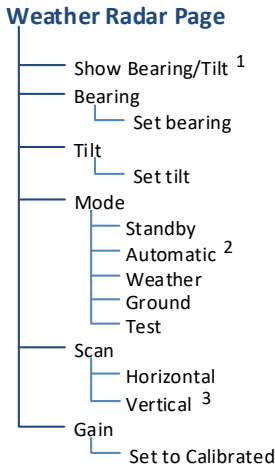 Weather Radar Page
Show Bearing/Tilt 1
Bearing
Set bearing
Tilt
Set tilt
Mode
Standby
Automatic 2
Weather
Ground
Test
Scan
Horizontal
Vertical 3
Gain
Set to Calibrated